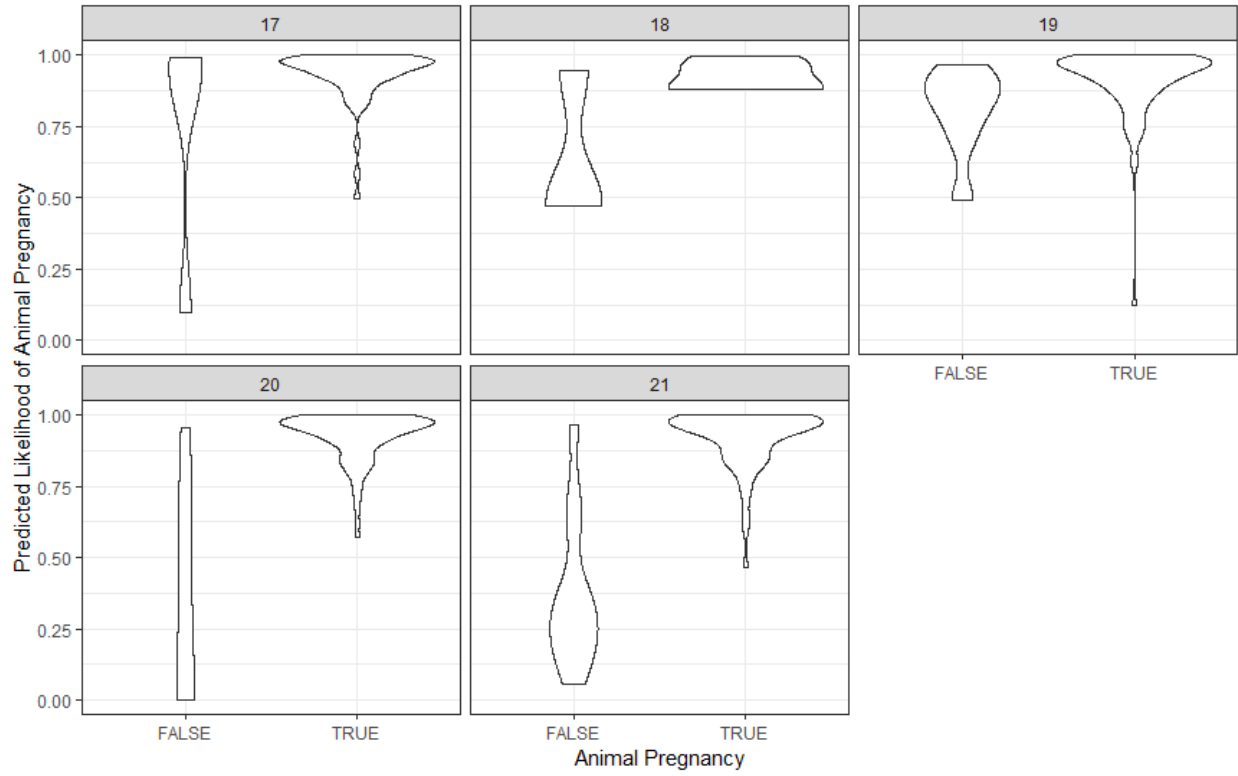 17
18
19
1.00
0.75
0.50
0.25
0.00
FALSE
TRUE
20
21
1.00
0.75
0.50
0.25
0.00
FALSE
TRUE
FALSE
TRUE
Animal Pregnancy
Predicted Likelihood of Animal Pregnancy